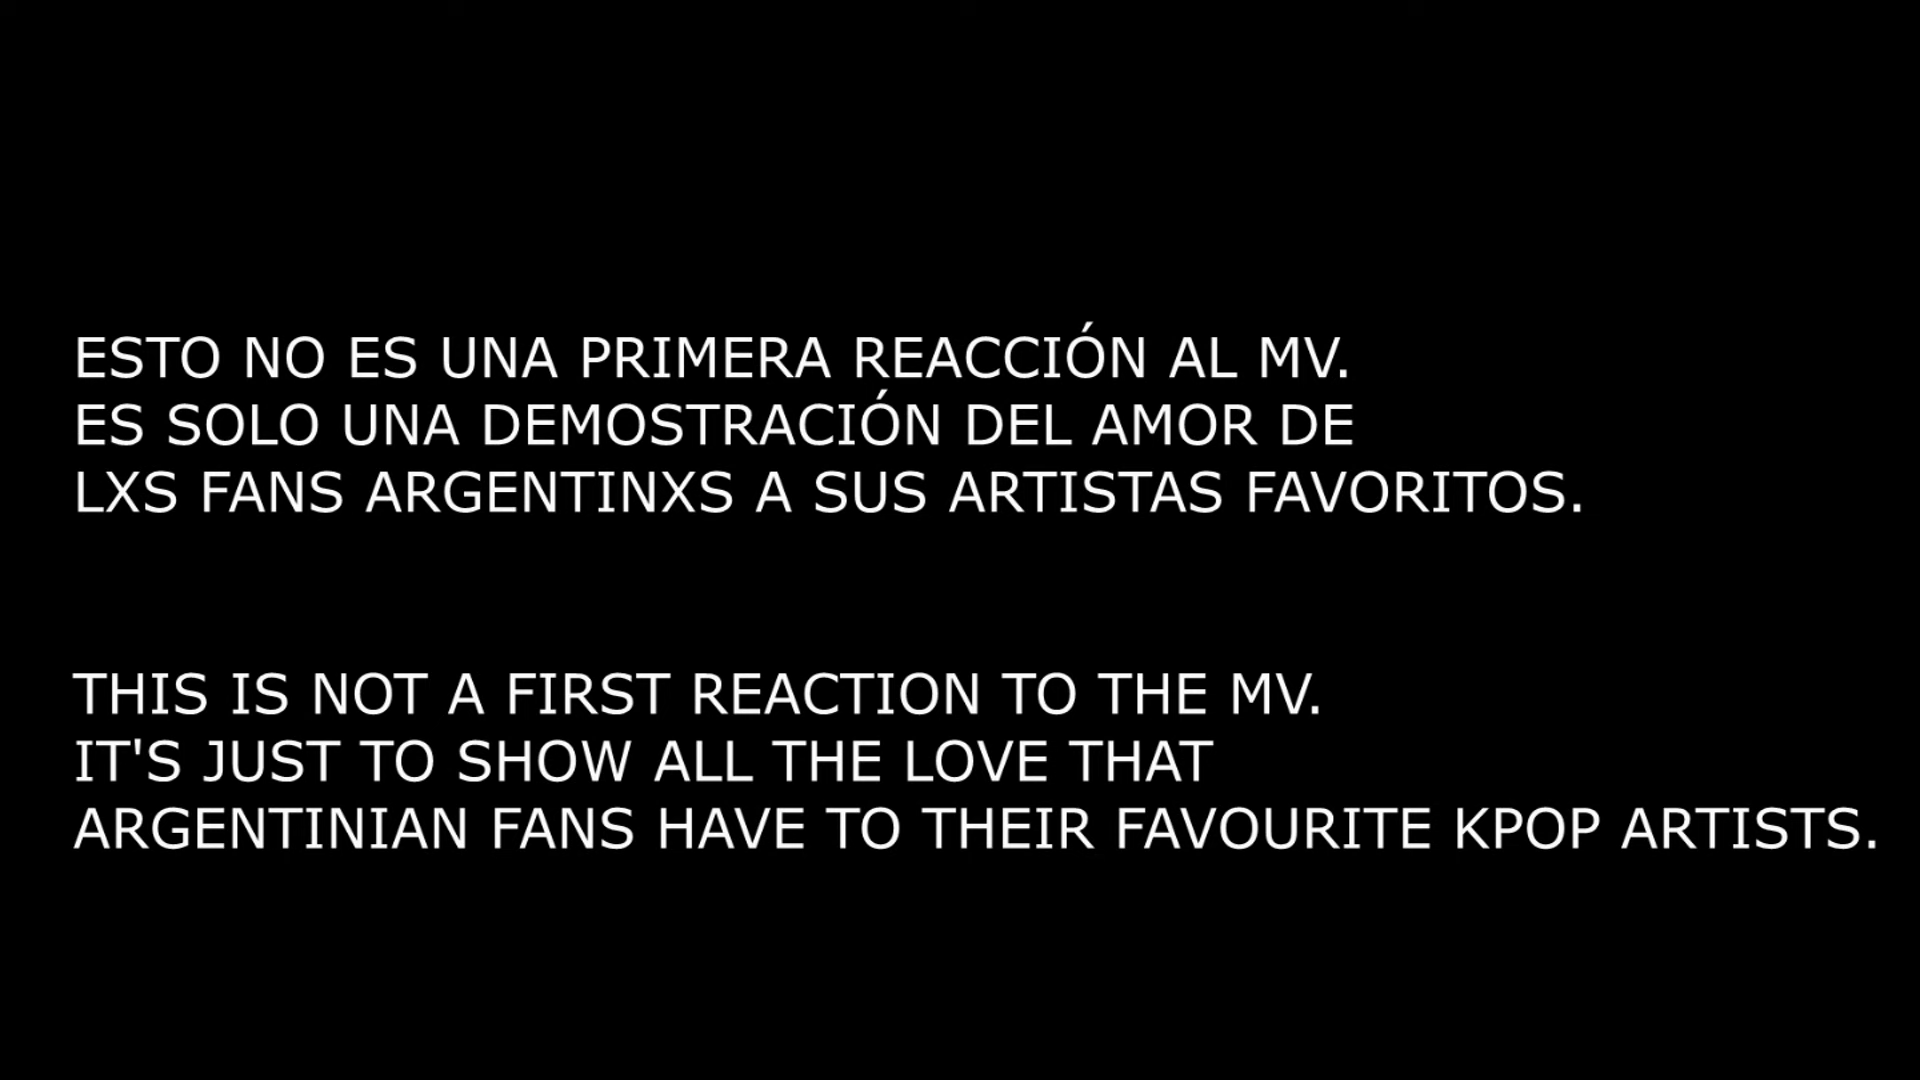 ESTO NO ES UNA PRIMERA REACCIÓN AL MV.
ES SOLO UNA DEMOSTRACIÓN DEL AMOR DE
LXS FANS ARGENTINXS A SUS ARTISTAS FAVORITOS.
THIS IS NOT A FIRST REACTION TO THE MV.
IT'S JUST TO SHOW ALL THE LOVE THAT
ARGENTINIAN FANS HAVE TO THEIR FAVOURITE KPOP ARTISTS.